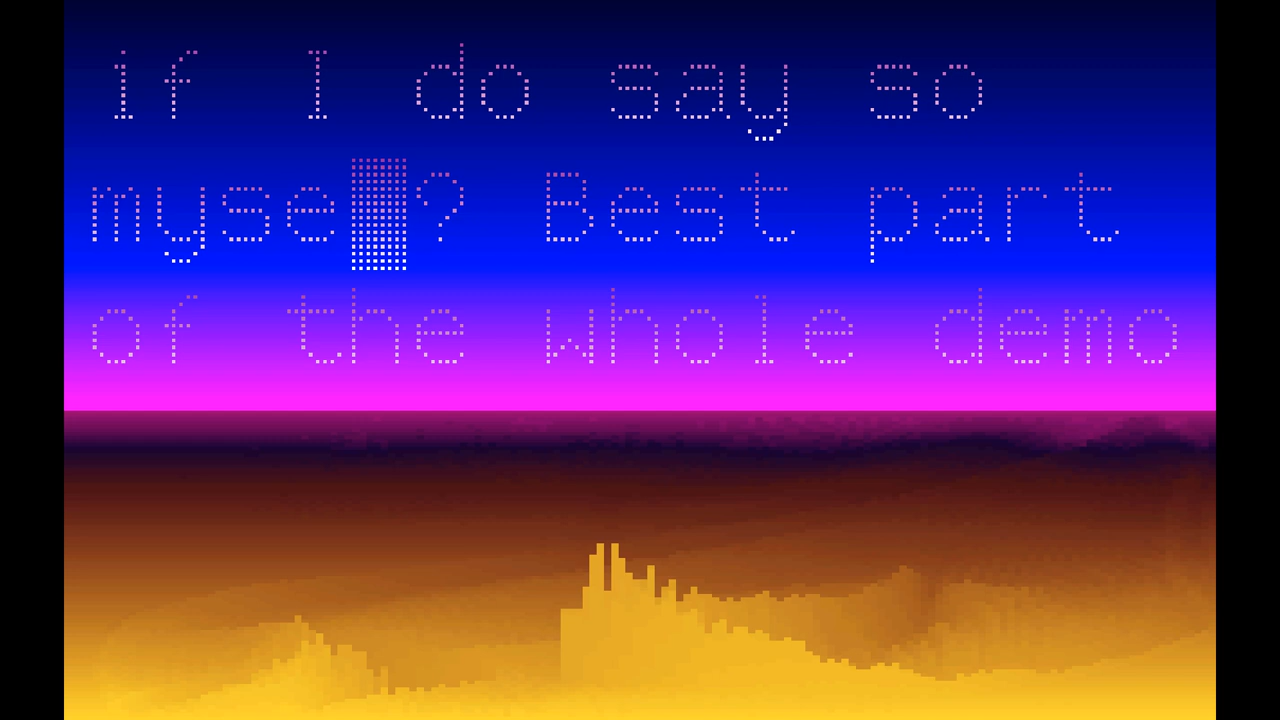 if I do say so
myse█? Best part
of the whole demo